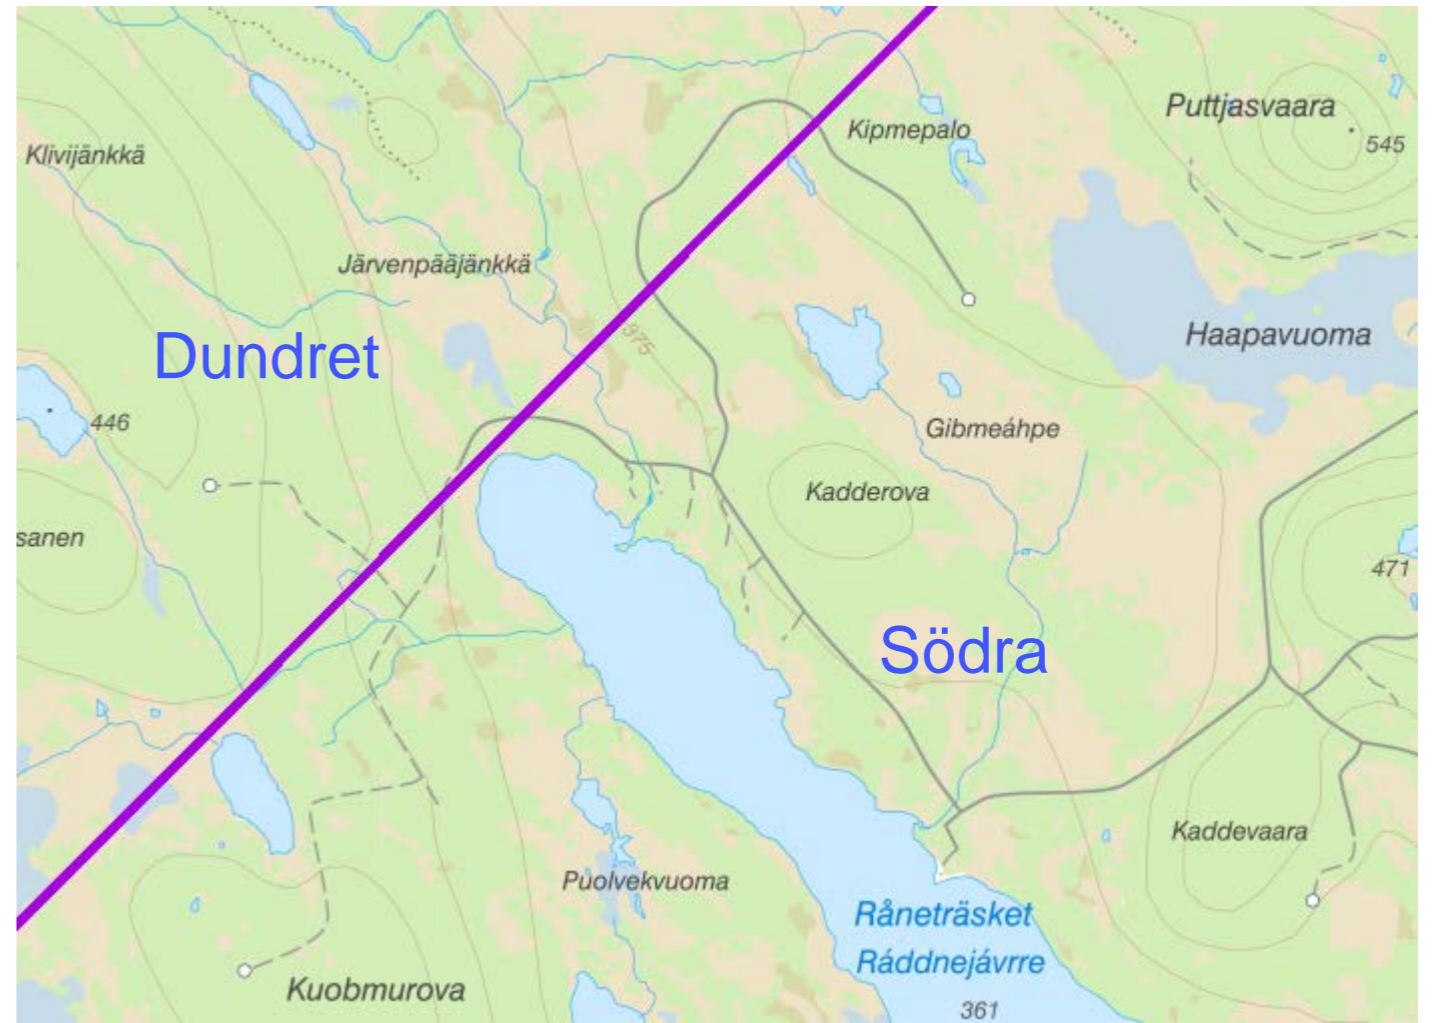 Puttjasvaara
545
Kipmepalo
Klivijänkkä
Järvenpääjänkkä
375
Haapavuoma
Dundret
446
Gibmeáhpe
Kadderova
sanen
471
Södra
Kaddevaara
Puolvekvuoma
Råneträsket
Ráddnejávrre
Kuobmurova
361